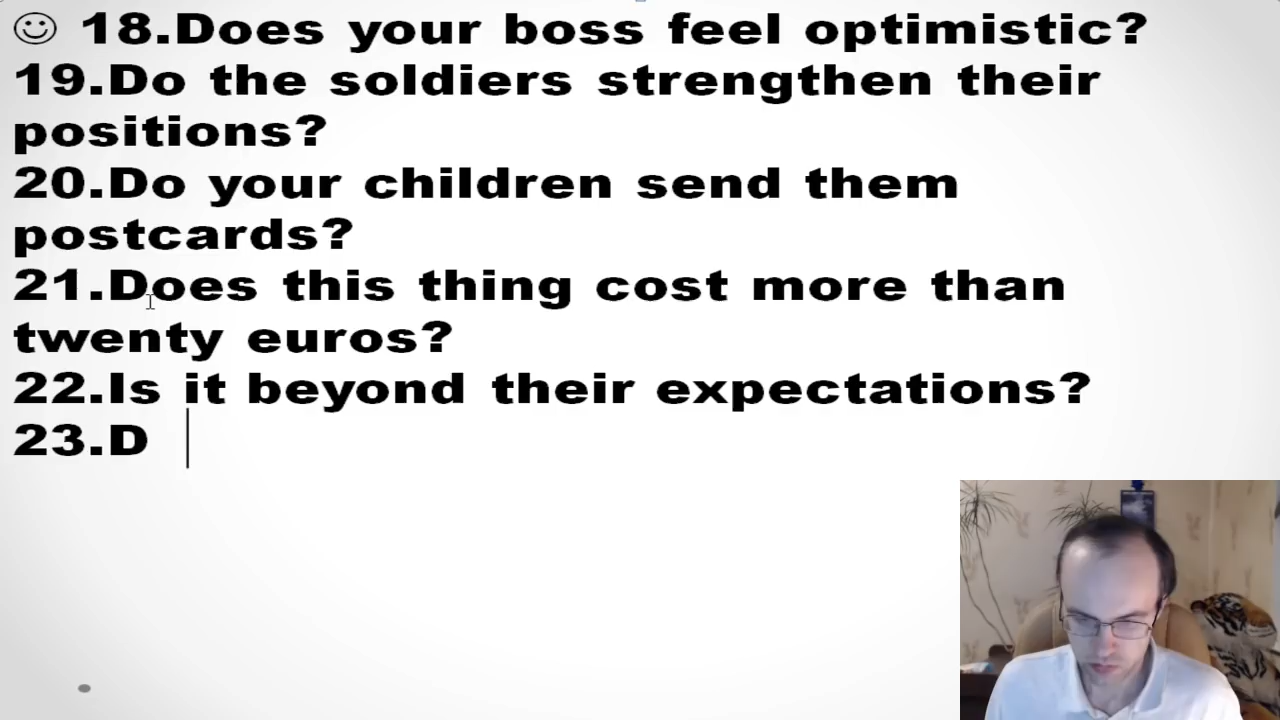 ☺ 18.Does your boss feel optimistic?
19.Do the soldiers strengthen their
positions?
20.Do your children send them
postcards?
21.Does this thing cost more than
twenty euros?
22.Is it beyond their expectations?
23.D